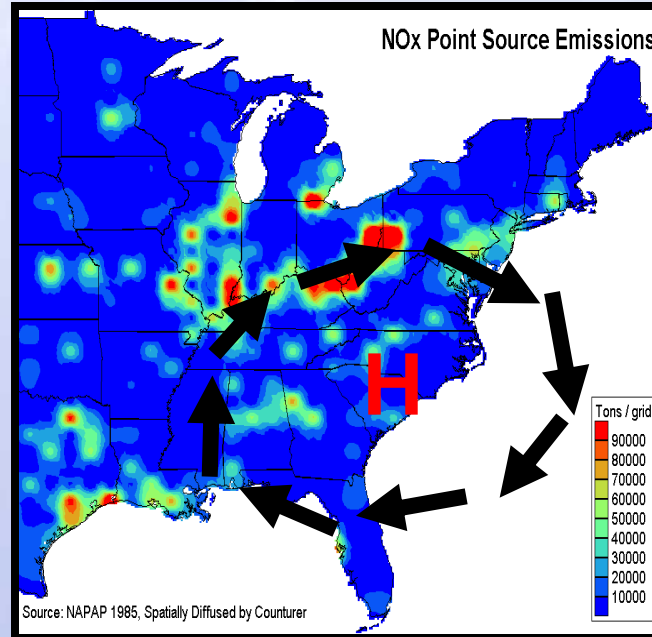 NOx Point Source Emissions
H
Tons / grid
90000
80000
70000
60000
50000
40000
30000
20000
10000
Source: NAPAP 1985, Spatially Diffused by Counturer